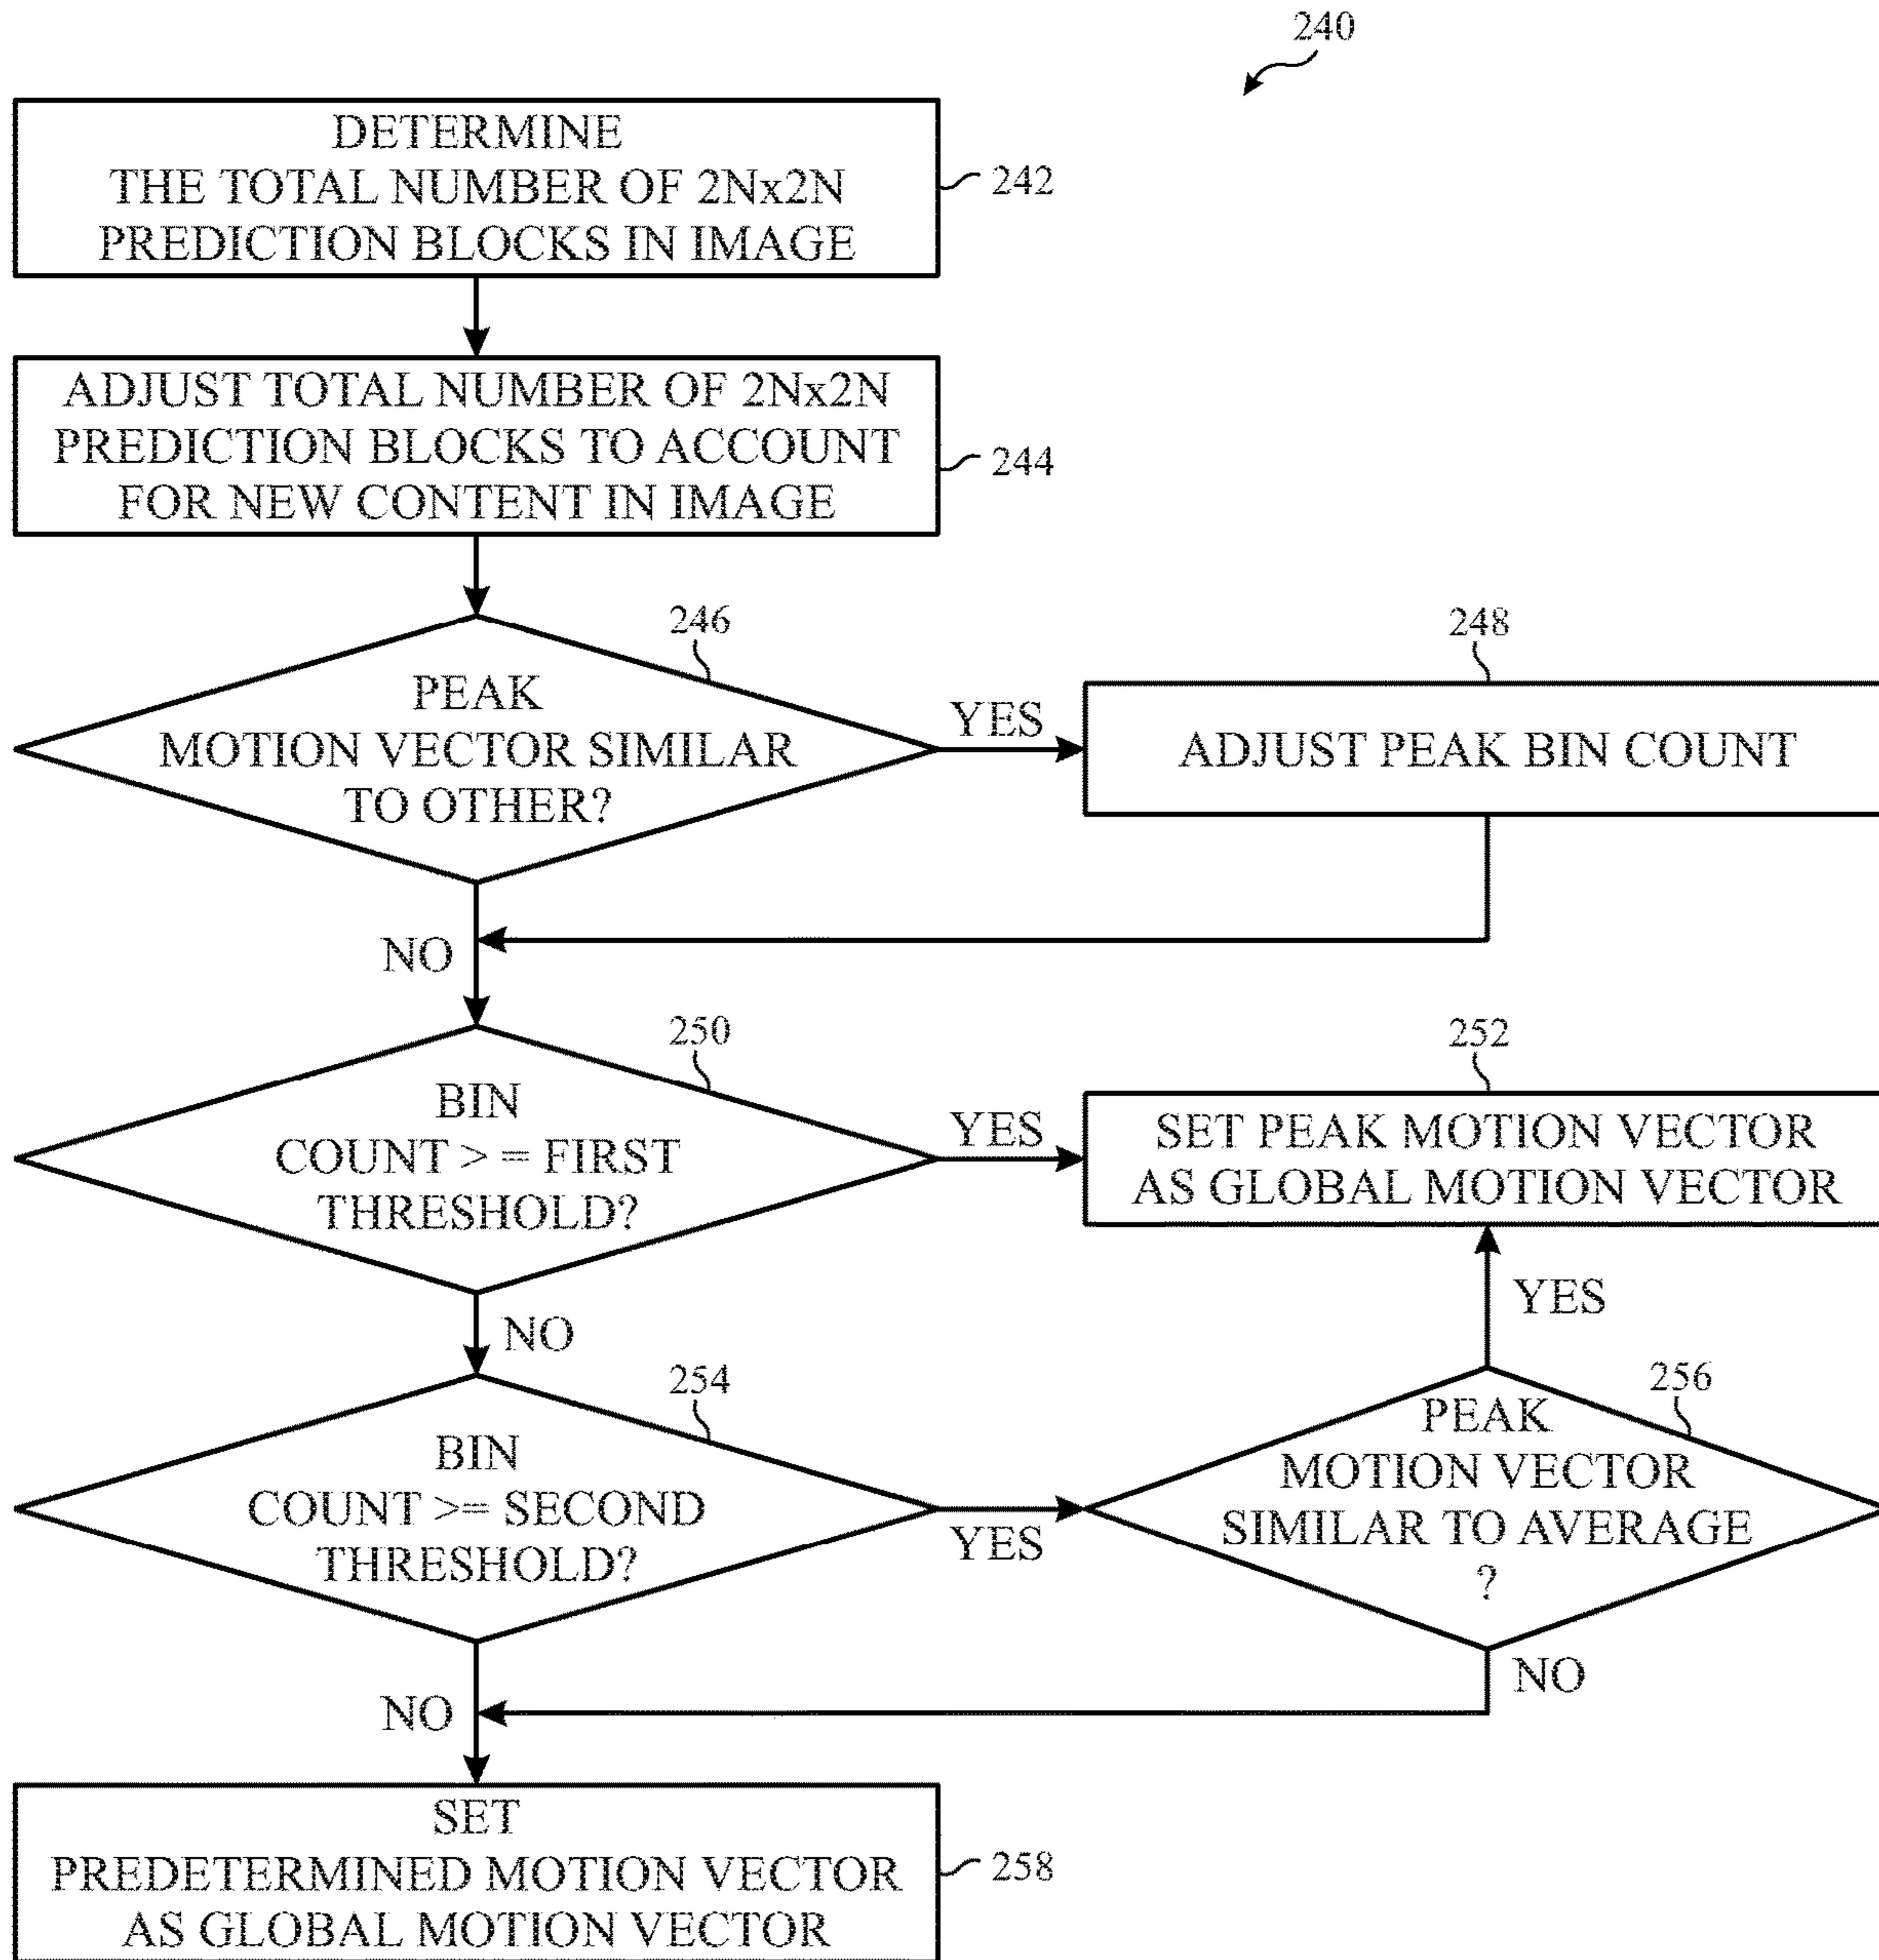 240
DETERMINE
THE TOTAL NUMBER OF 2Nx2N
PREDICTION BLOCKS IN IMAGE
242
ADJUST TOTAL NUMBER OF 2Nx2N
PREDICTION BLOCKS TO ACCOUNT
FOR NEW CONTENT IN IMAGE
244
246
PEAK
MOTION VECTOR SIMILAR
TO OTHER?
YES
248
ADJUST PEAK BIN COUNT
NO
250
BIN
COUNT > = FIRST
THRESHOLD?
YES
252
SET PEAK MOTION VECTOR
AS GLOBAL MOTION VECTOR
NO
YES
254
BIN
COUNT >= SECOND
THRESHOLD?
YES
256
PEAK
MOTION VECTOR
SIMILAR TO AVERAGE
?
NO
NO
SET
PREDETERMINED MOTION VECTOR
AS GLOBAL MOTION VECTOR
258